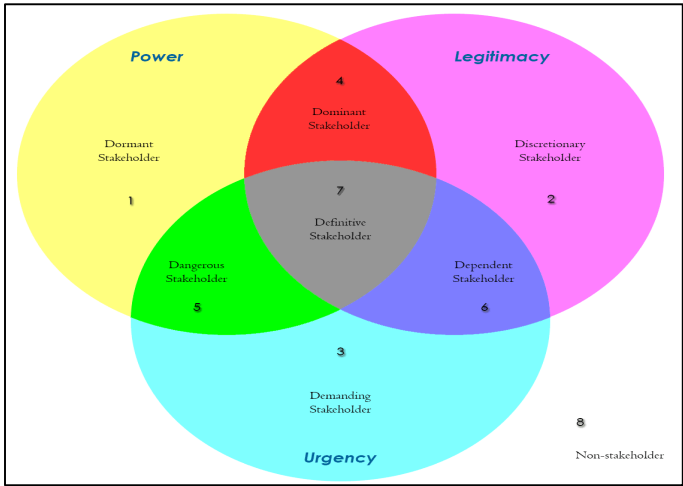 Power
Legitimacy
4
Dominant
Stakeholder
Dormant
Stakeholder
1
Discretionary
Stakeholder
2
7
Definitive
Stakeholder
Dangerous
Stakeholder
5
Dependent
Stakeholder
6
3
Demanding
Stakeholder
Urgency
8
Non-stakeholder